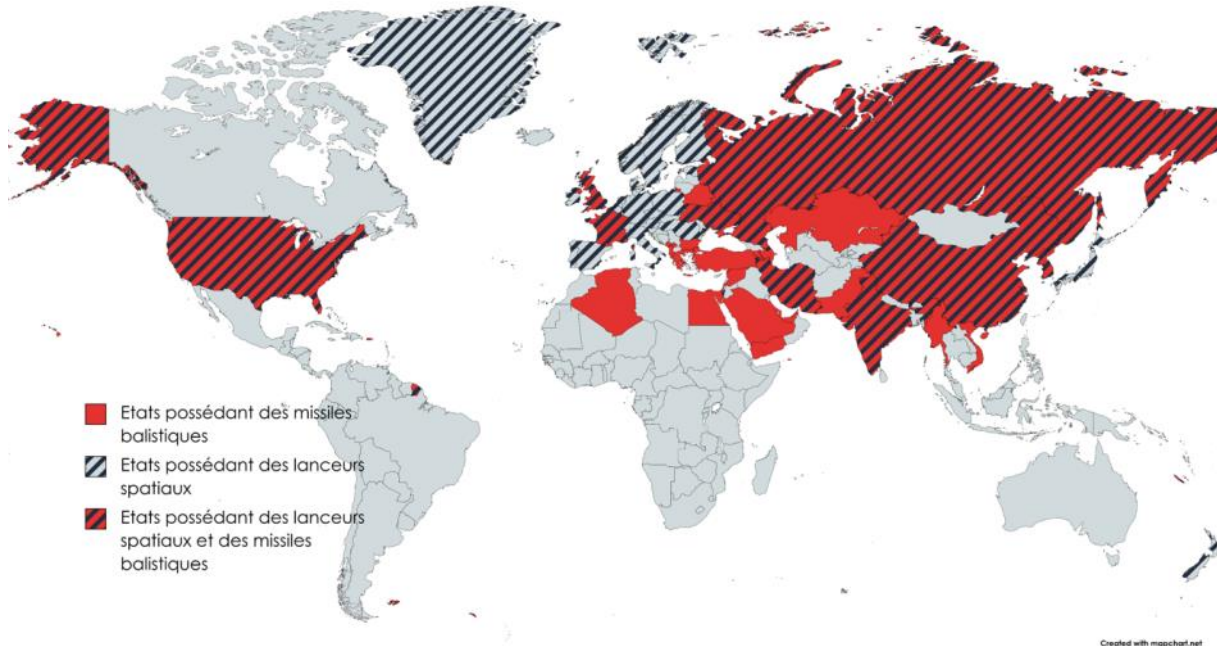 Etats possédant des missiles
balistiques
Etats possédant des lanceurs
spatiaux
Etats possédant des lanceurs
spatiaux et des missiles
balistiques
Created with mapchart.net